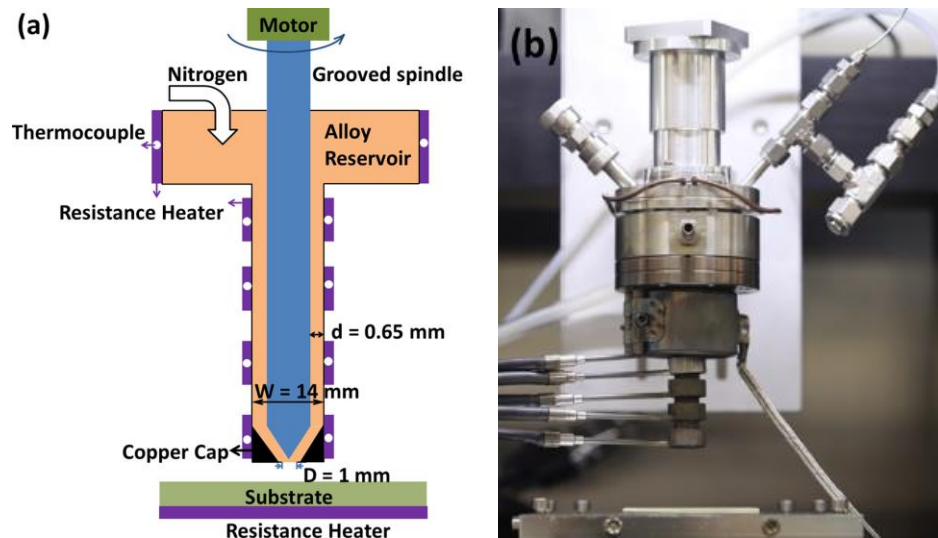 (a)
Motor
Nitrogen
Grooved spindle
Thermocouple
Alloy
Reservoir
Resistance Heater
d = 0.65 mm
W = 14 mm
Copper Cap
D = 1 mm
Substrate
Resistance Heater
(b)